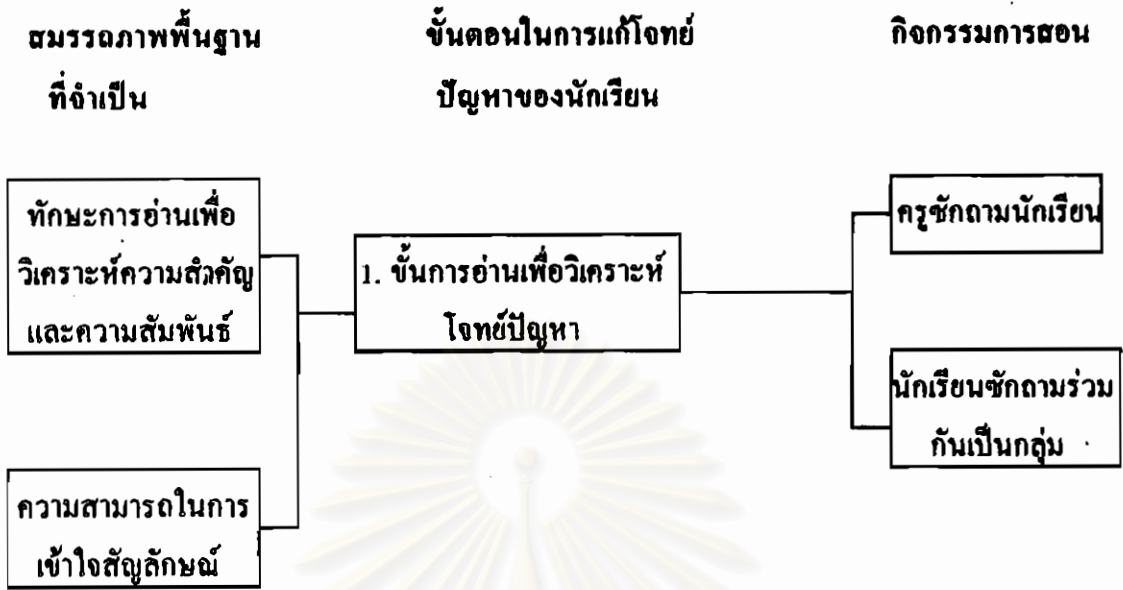 สมรรถภาพพื้นฐาน
ที่จำเป็น
ขั้นตอนในการแก้โจทย์
ปัญหาของนักเรียน
กิจกรรมการสอน
ทักษะการอ่านเพื่อ
วิเคราะห์ความสำคัญ
และความสัมพันธ์
ความสามารถในการ
เข้าใจสัญลักษณ์
1. ขั้นการอ่านเพื่อวิเคราะห์
โจทย์ปัญหา
ครูซักถามนักเรียน
นักเรียนซักถามร่วม
กันเป็นกลุ่ม